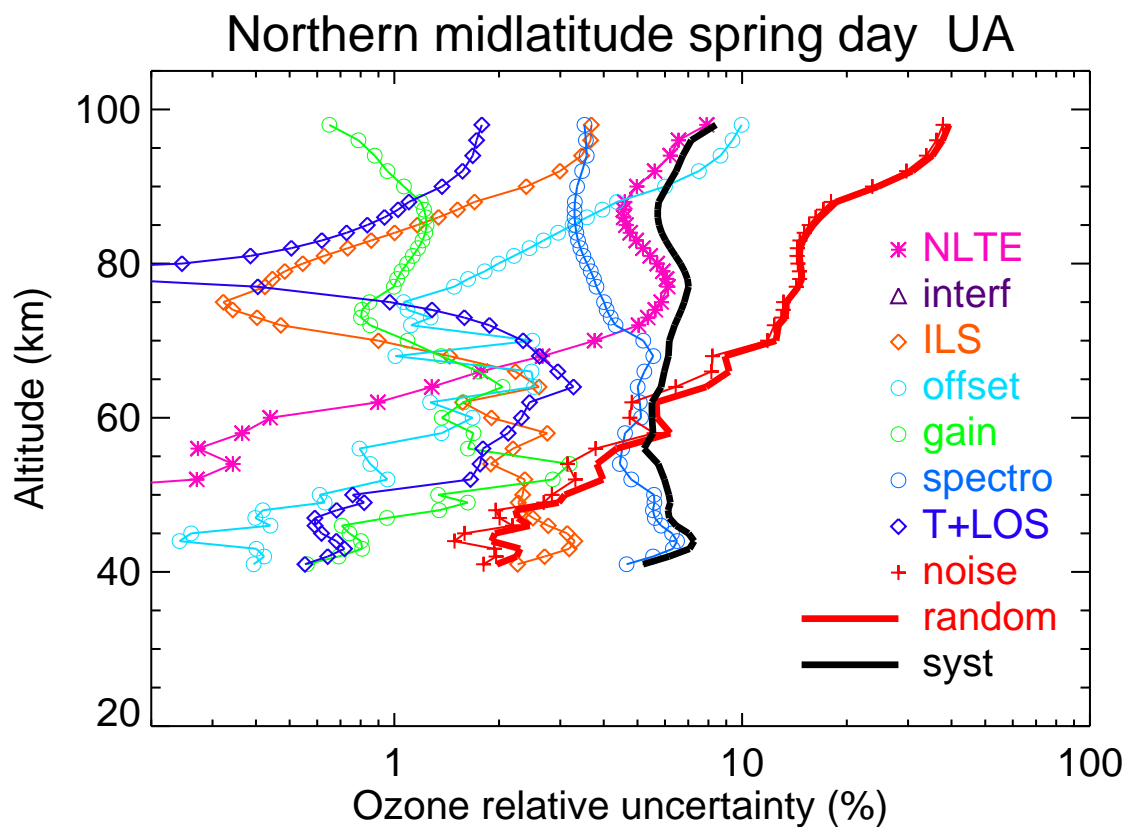 Northern midlatitude spring day UA
Altitude (km)
100
80
60
40
20
NLTE
interf
ILS
offset
gain
spectro
T+LOS
noise
random
syst
1
10
100
Ozone relative uncertainty (%)